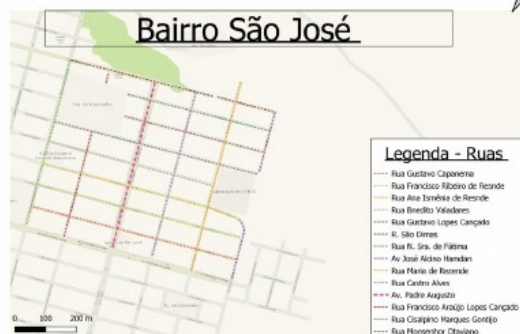 Bairro São José
Legenda - Ruas
Rua Gustavo Capanema
Rua Francisco Ribeiro de Resnde
Rua Ana Ismênia de Resnde
Rua Bnedito Valadares
Rua Gustavo Lopes Cançado
R. São Dimas
Rua N. Sra. de Fátima
Av José Alcino Hamdan
Rua Maria de Rezende
Rua Castro Alves
Av. Padre Augusto
Rua Francisco Araújo Lopes Cançado
Rua Cisalpino Marques Gontijo
Rua Monsenhor Otaviano
0 100 200 m